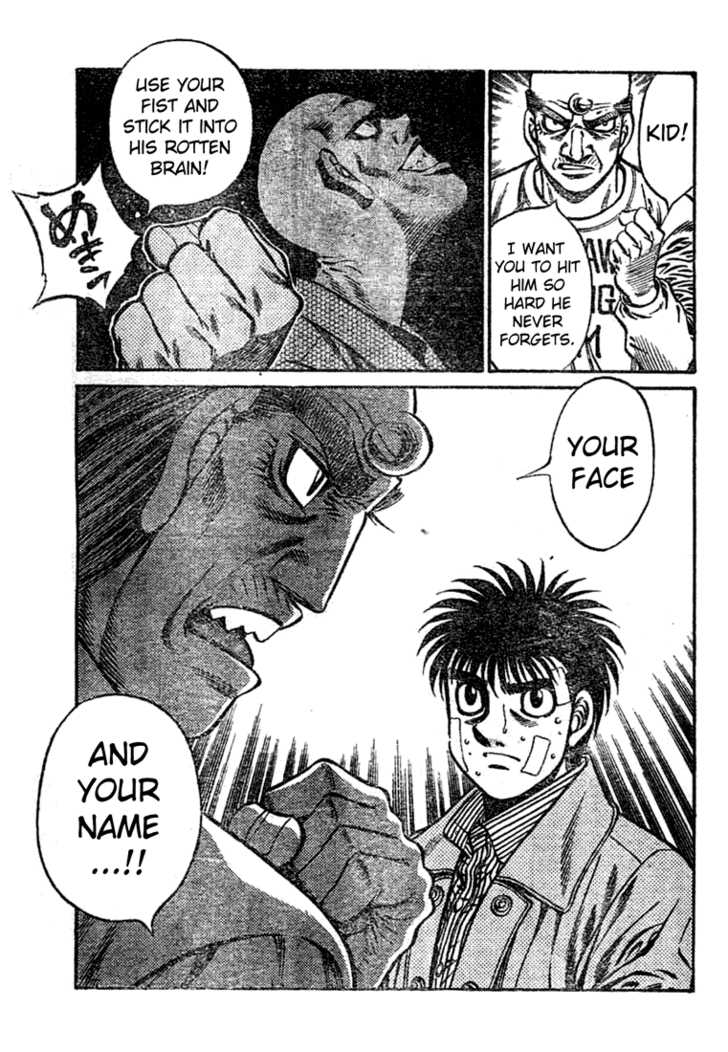 KID!
I WANT
YOU TO HIT
HIM SO
HARD HE
NEVER
FORGETS.
USE YOUR
FIST AND
STICK IT INTO
HIS ROTTEN
BRAIN!
めきっ
YOUR
FACE
AND
YOUR
NAME
...!!